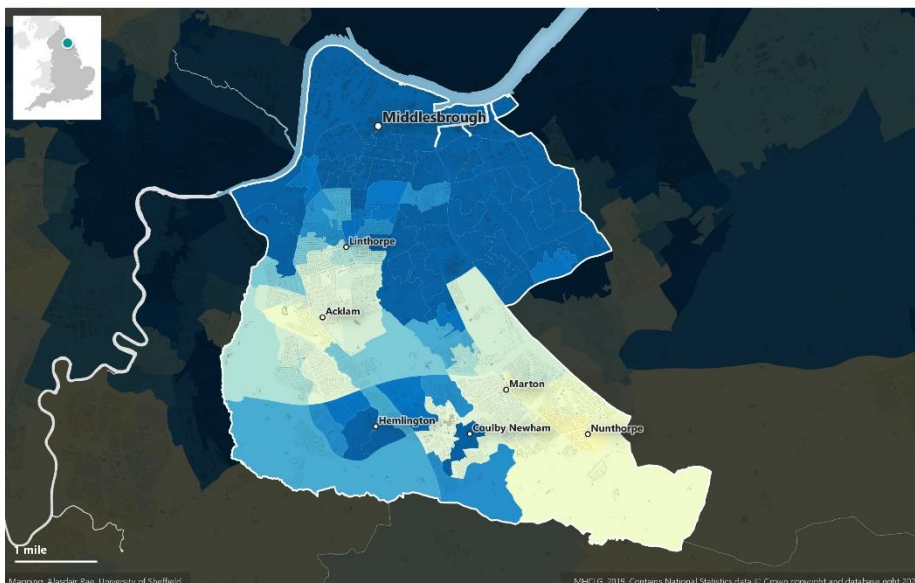 Middlesbrough
Linthorpe
Acklam
Marton
Hemlington
Coulby Newham
Nunthorpe
1 mile
Mapping: Alasdair Rae, University of Sheffield
MHCLG, 2019. Contains National Statistics data © Crown copyright and database right